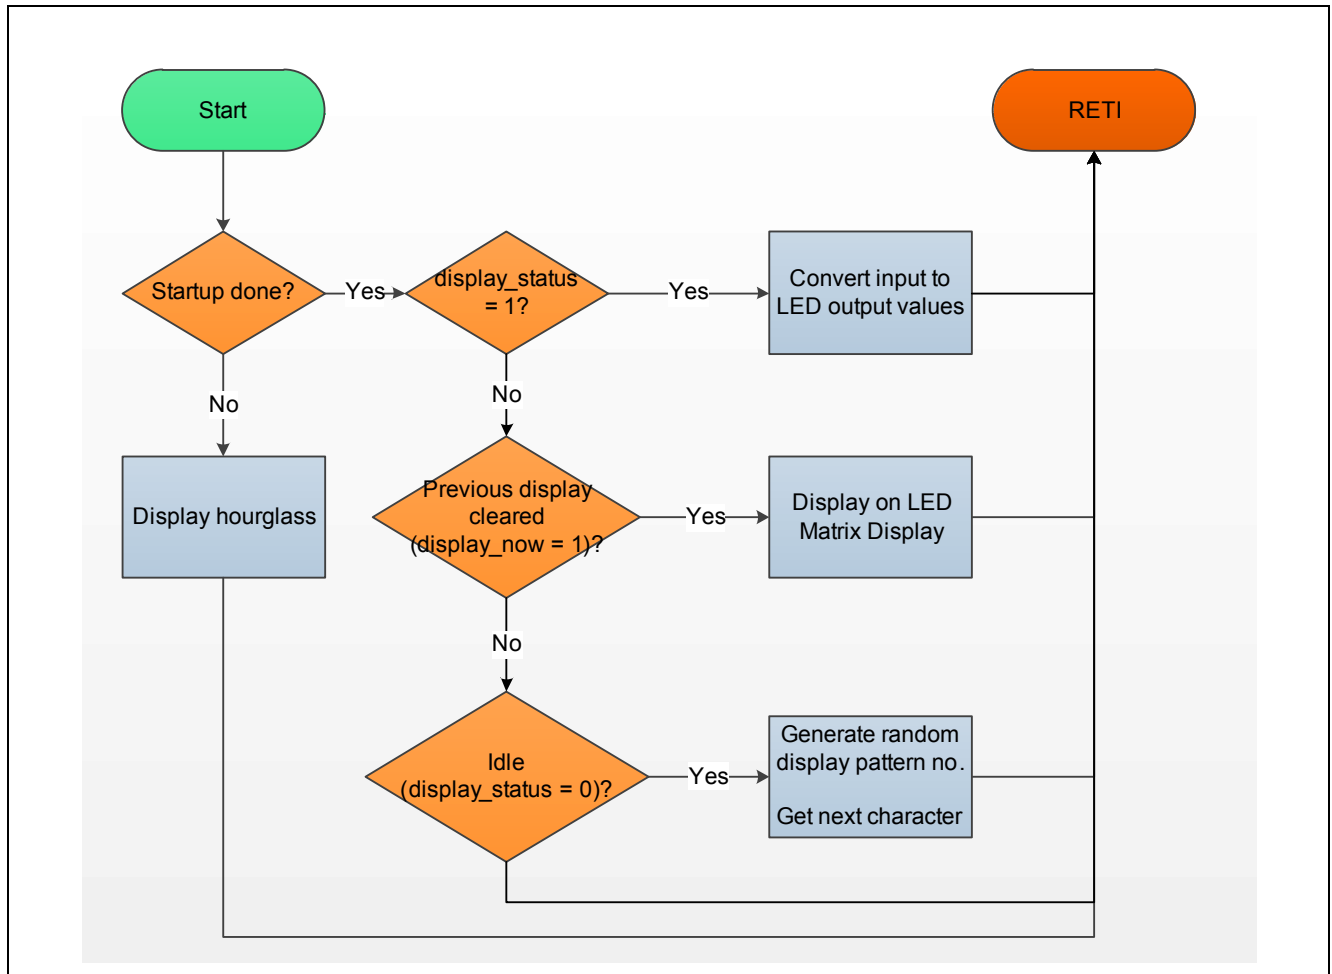 Start
RETI
Startup done?
Yes
display_status
= 1?
Yes
Convert input to
LED output values
No
No
Display hourglass
Previous display
cleared
(display_now = 1)?
Yes
Display on LED
Matrix Display
No
Idle
(display_status = 0)?
Yes
Generate random
display pattern no.
Get next character